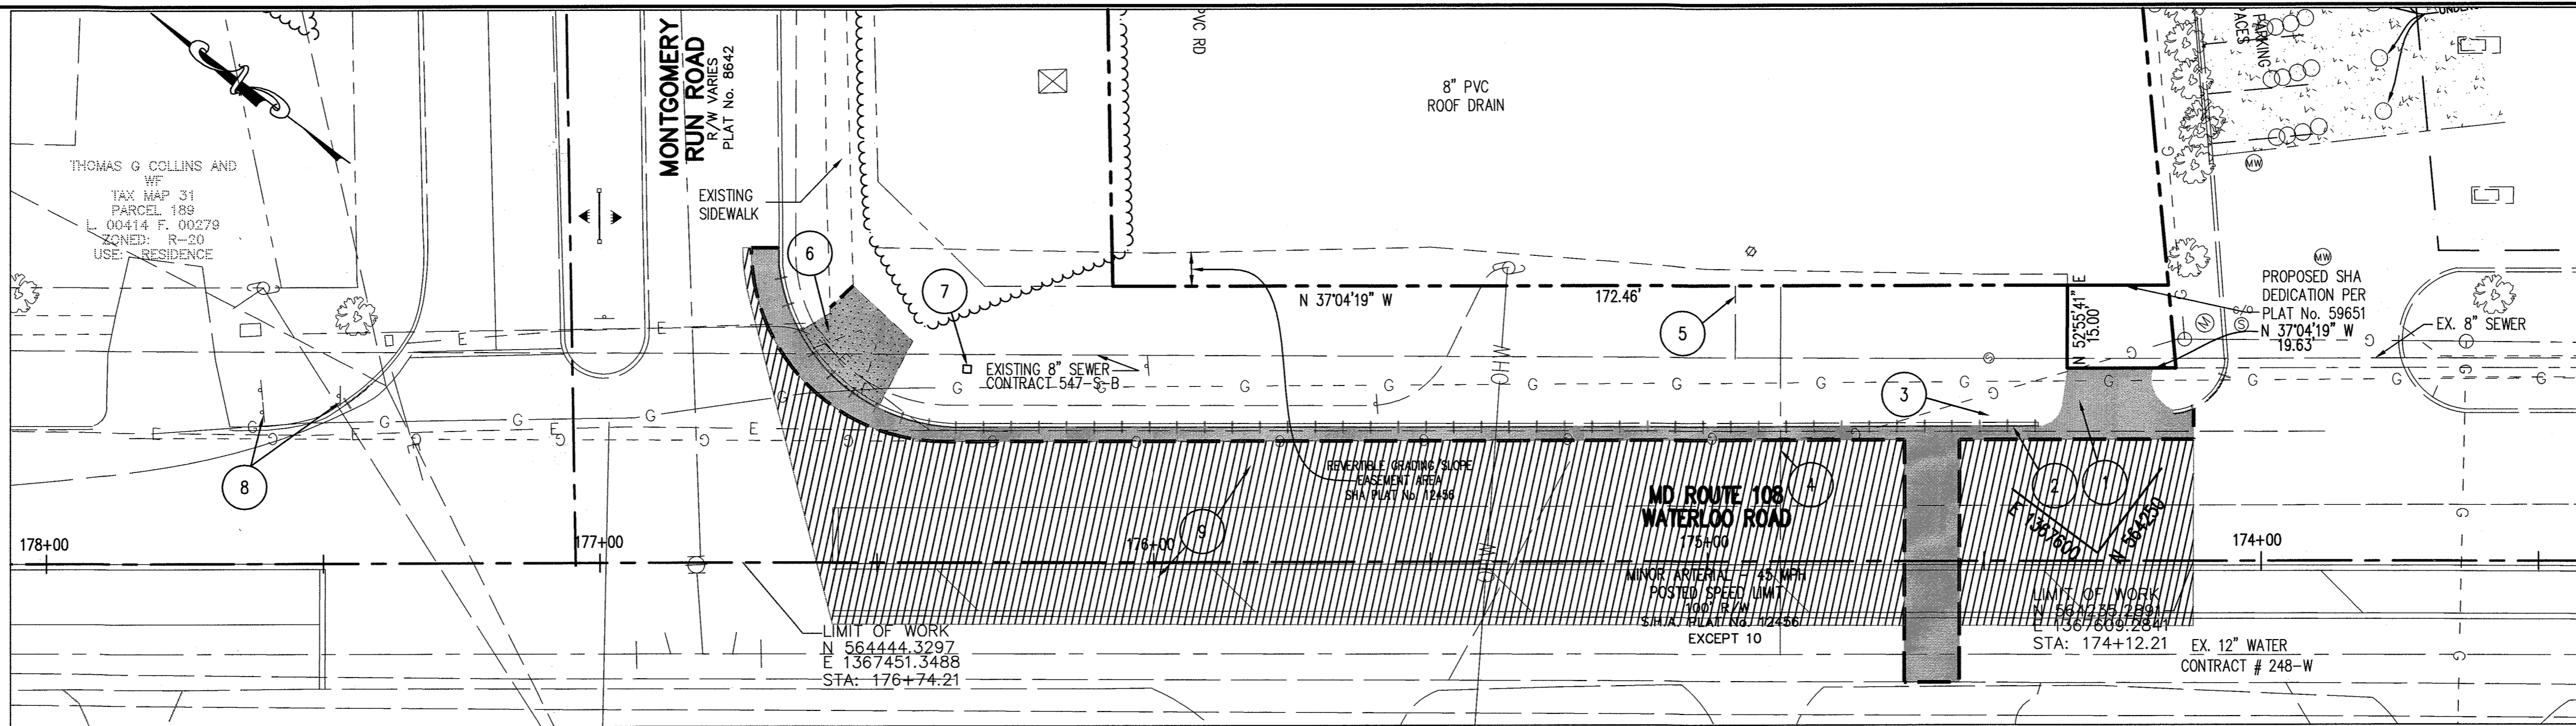 MONTGOMERY
RUN ROAD
R/W VARIES
PLAT No. 8642
PVC RD
8" PVC
ROOF DRAIN
PARKING
THOMAS G COLLINS AND
WF
TAX MAP 31
PARCEL 189
L. 00414 F. 00279
ZONED: R-20
USE: RESIDENCE
EXISTING
SIDEWALK
6
7
5
N 37°04'19" W
172.46'
N 52°55'41" E
15.00'
MW
MW
PROPOSED SHA
DEDICATION PER
PLAT No. 59651
N 37°04'19" W
19.63'
C/O
M
S
S
EX. 8" SEWER
EXISTING 8" SEWER
CONTRACT 547-S-B
3
8
E E E E E
G G G G G G G G G G G G
REVERTIBLE GRADING/SLOPE
EASEMENT AREA
SHA PLAT No. 12456
9
4
2
1
MD ROUTE 108
WATERLOO ROAD
E 1367600
N 564250
178+00
177+00
176+00
175+00
174+00
MINOR ARTERIAL - 45 MPH
POSTED SPEED LIMIT
100' R/W
S.H.A. PLAT No. 12456
EXCEPT 10
LIMIT OF WORK
N 564444.3297
E 1367451.3488
STA: 176+74.21
LIMIT OF WORK
N 564235.2891
E 1367609.2841
STA: 174+12.21
EX. 12" WATER
CONTRACT # 248-W